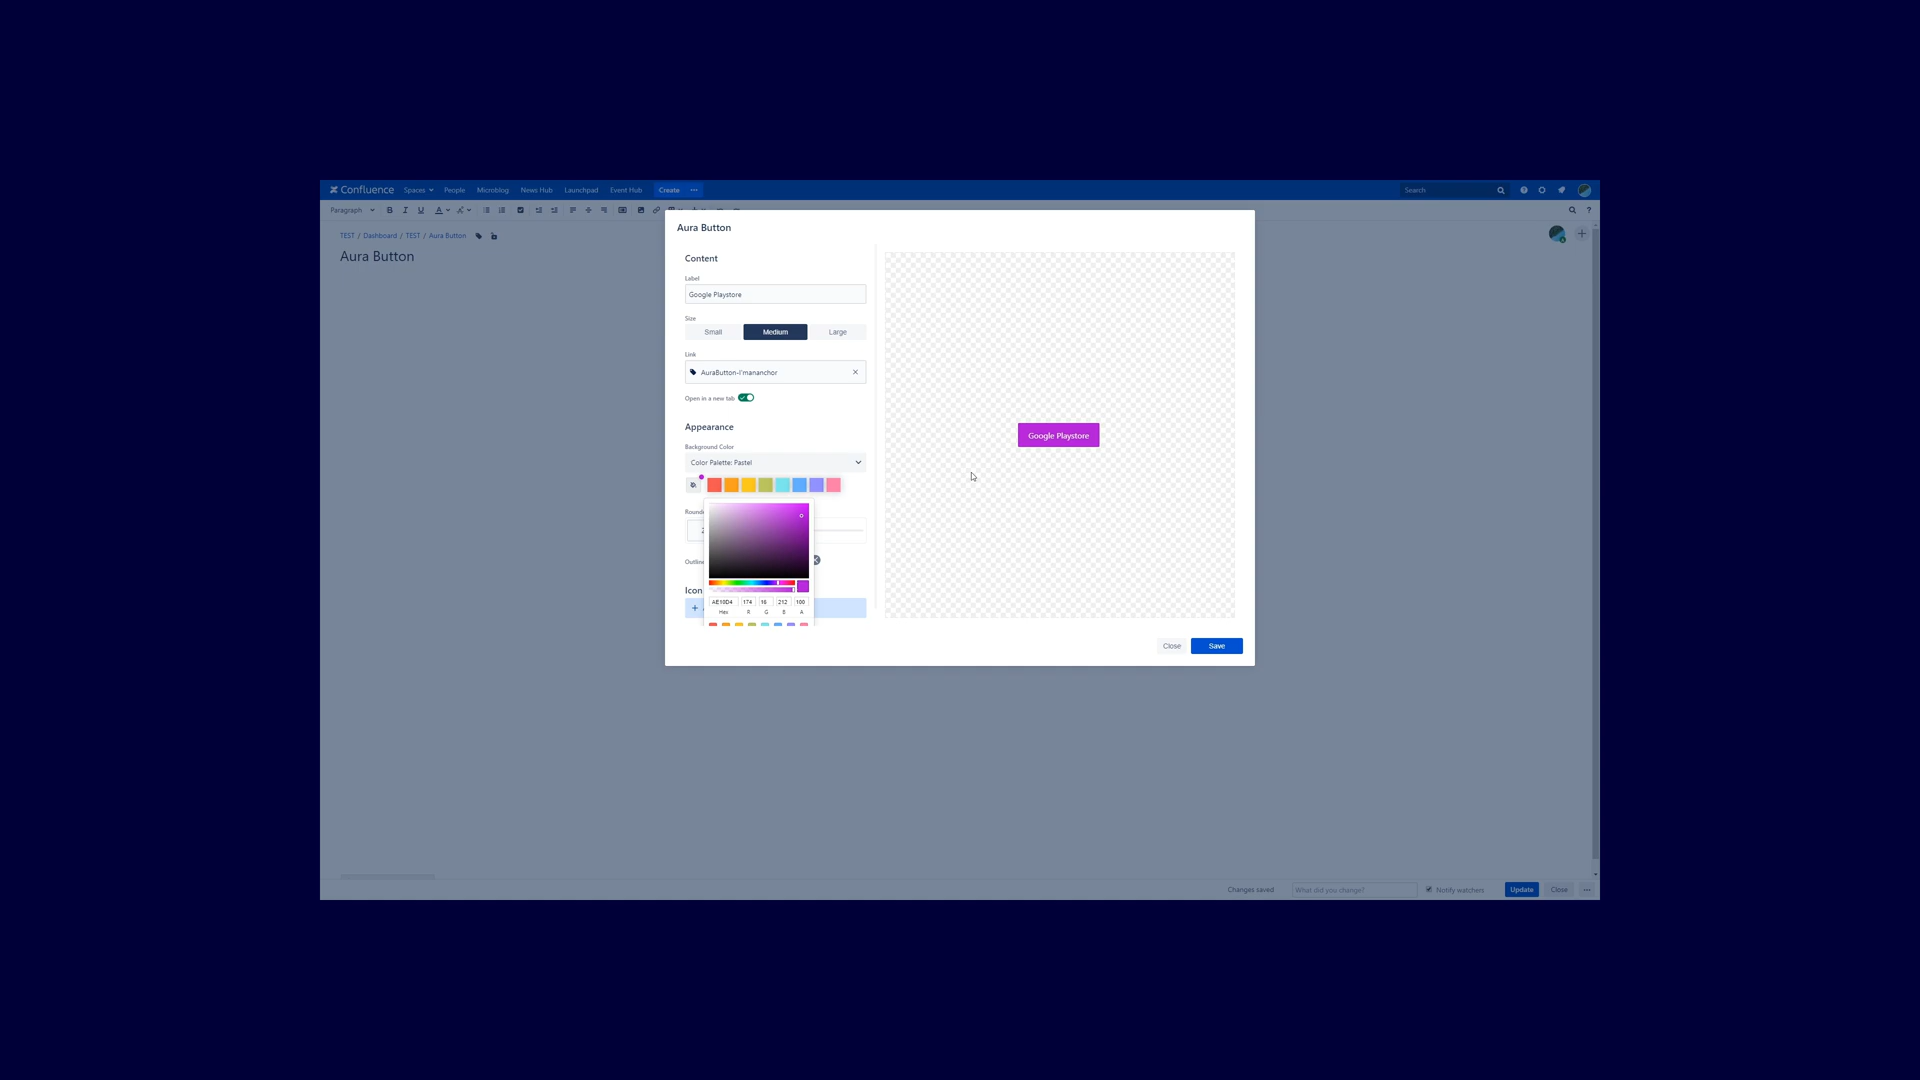 Confluence Spaces People Microblog News Hub Launchpad Event Hub Create Search
Paragraph B I U A ?
TEST / Dashboard / TEST / Aura Button
Aura Button
Aura Button
Content
Label
Google Playstore
Size
Small Medium Large
Link
AuraButton-I'mananchor
Open in a new tab
Appearance
Background Color
Color Palette: Pastel
Google Playstore
Outline
Icon
AE10D4 174 16 212 100
Hex R G B A
Close Save
Changes saved What did you change? Notify watchers Update Close